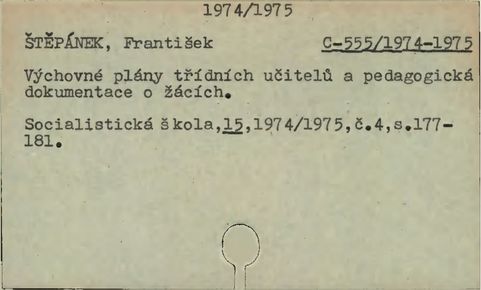 1974/1975
ŠTĚPÁNEK, František C-555/1974-1975
Výchovné plány třídních učitelů a pedagogická
dokumentace o žácích.
Socialistická škola,15,1974/1975,č.4,s.177-
181.